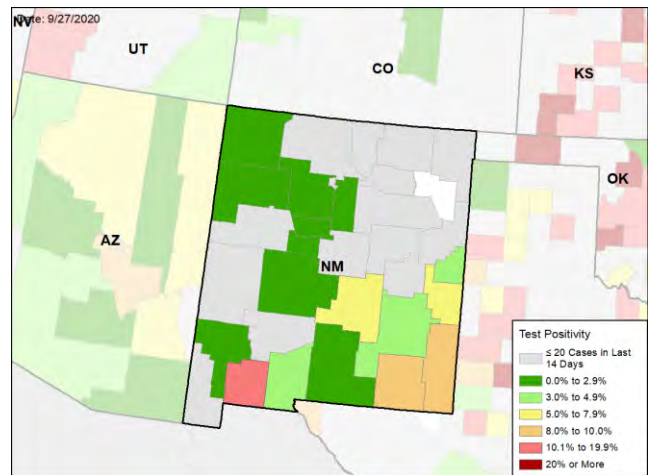 Date: 9/27/2020
NV
UT
CO
KS
OK
AZ
NM
Test Positivity
≤ 20 Cases in Last
14 Days
0.0% to 2.9%
3.0% to 4.9%
5.0% to 7.9%
8.0% to 10.0%
10.1% to 19.9%
20% or More